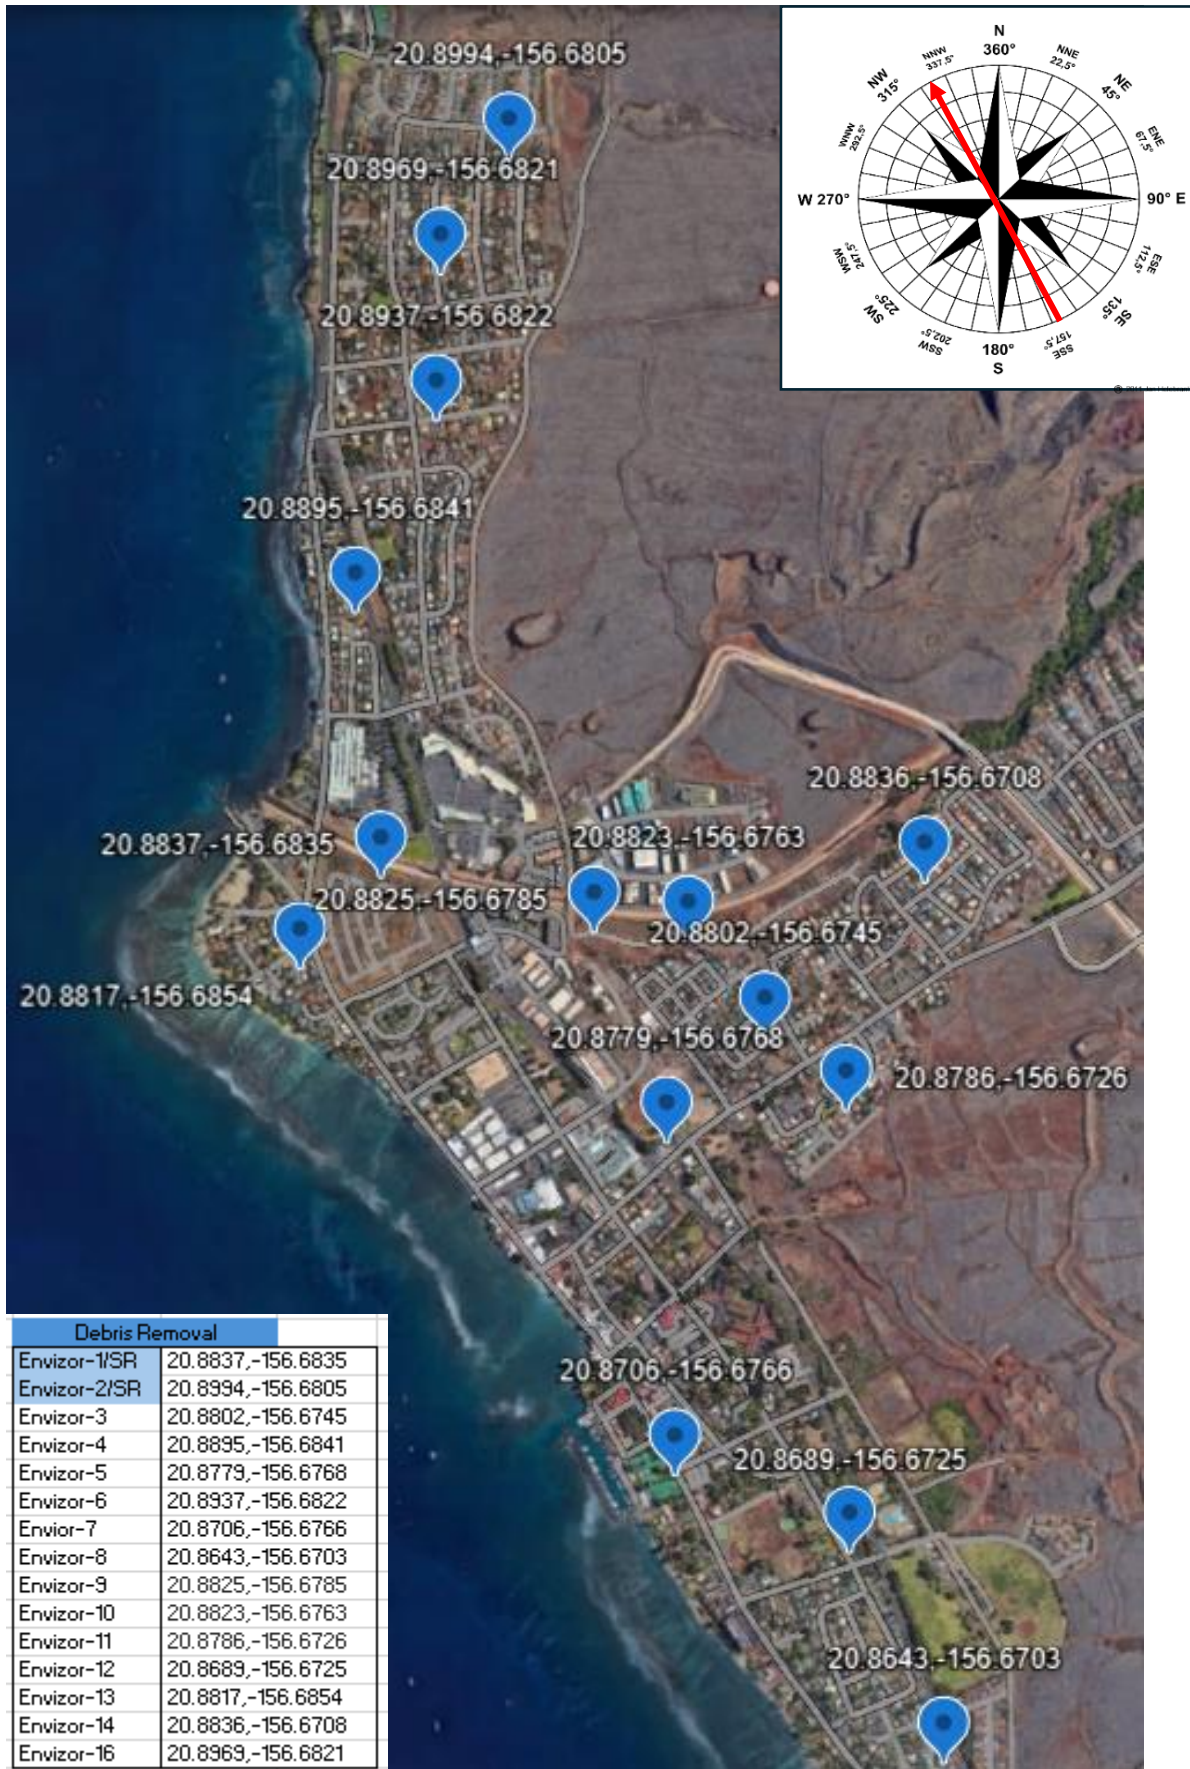 20.8994,-156.6805
20.8969,-156.6821
20.8937,-156.6822
20.8895,-156.6841
20.8836,-156.6708
20.8837,-156.6835
20.8823,-156.6763
20.8825,-156.6785
20.8802,-156.6745
20.8817,-156.6854
20.8779,-156.6768
20.8786,-156.6726
20.8706,-156.6766
20.8689,-156.6725
20.8643,-156.6703
N
360°
NNE
22,5°
NE
45°
ENE
67,5°
90° E
ESE
112,5°
SE
135°
SSE
157,5°
180°
S
SSW
202,5°
SW
225°
WSW
247,5°
W 270°
WNW
292,5°
NW
315°
NNW
337,5°
Debris Removal
Envizor-1/SR 20.8837,-156.6835
Envizor-2/SR 20.8994,-156.6805
Envizor-3 20.8802,-156.6745
Envizor-4 20.8895,-156.6841
Envizor-5 20.8779,-156.6768
Envizor-6 20.8937,-156.6822
Envior-7 20.8706,-156.6766
Envizor-8 20.8643,-156.6703
Envizor-9 20.8825,-156.6785
Envizor-10 20.8823,-156.6763
Envizor-11 20.8786,-156.6726
Envizor-12 20.8689,-156.6725
Envizor-13 20.8817,-156.6854
Envizor-14 20.8836,-156.6708
Envizor-16 20.8969,-156.6821